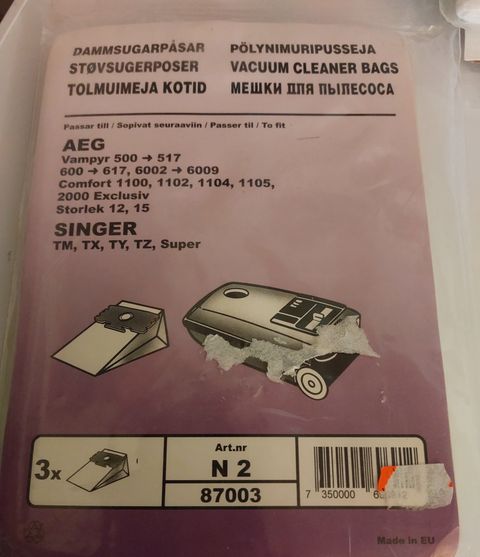 DAMMSUGARPÅSAR
STØVSUGERPOSER
TOLMUIMEJA KOTID
PÖLYNIMURIPUSSEJA
VACUUM CLEANER BAGS
МЕШКИ ДЛЯ ПЫЛЕСОСА
Passar till / Sopivat seuraaviin / Passer til / To fit
AEG
Vampyr 500 → 517
600 → 617, 6002 → 6009
Comfort 1100, 1102, 1104, 1105,
2000 Exclusiv
Storlek 12, 15
SINGER
TM, TX, TY, TZ, Super
3x
Art.nr
N 2
87003
7 350000
Made in EU